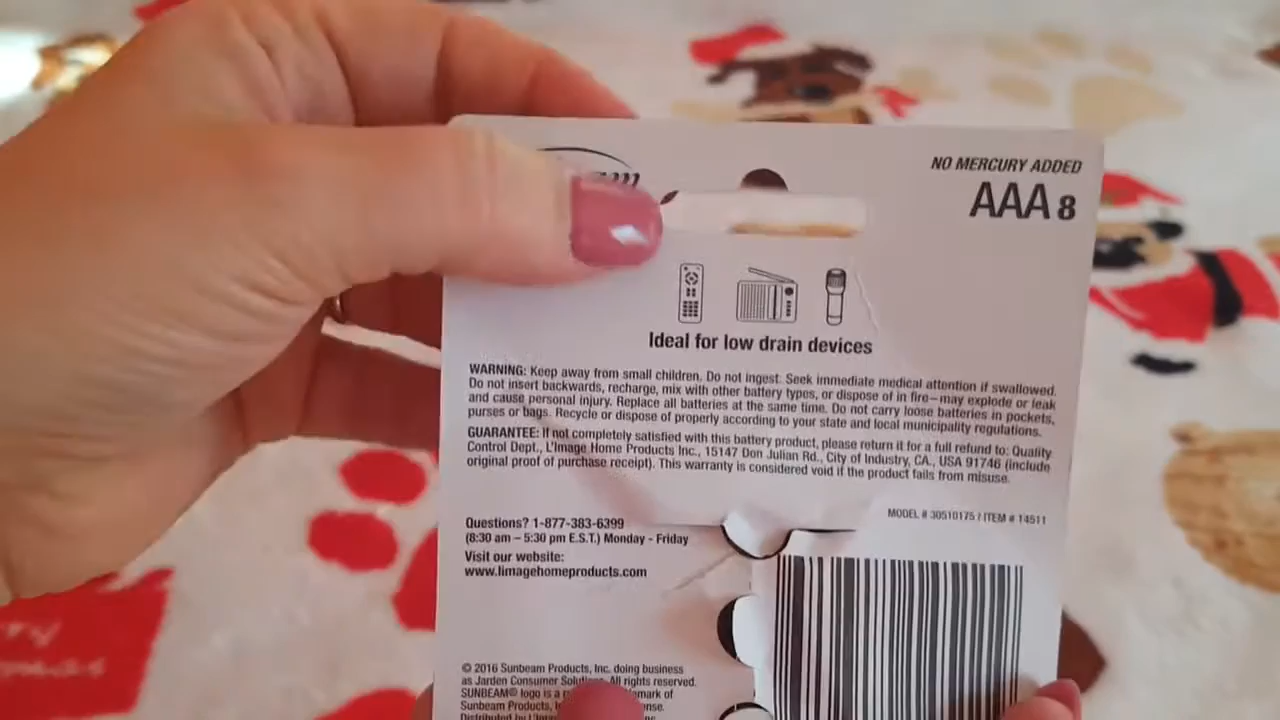 NO MERCURY ADDED
AAA 8
Ideal for low drain devices
WARNING: Keep away from small children. Do not ingest. Seek immediate medical attention if swallowed.
Do not insert backwards, recharge, mix with other battery types, or dispose of in fire–may explode or leak
and cause personal injury. Replace all batteries at the same time. Do not carry loose batteries in pockets,
purses or bags. Recycle or dispose of properly according to your state and local municipality regulations.
GUARANTEE: If not completely satisfied with this battery product, please return it for a full refund to: Quality
Control Dept., L'Image Home Products Inc., 15147 Don Julian Rd., City of Industry, CA., USA 91746 (include
original proof of purchase receipt). This warranty is considered void if the product fails from misuse.
MODEL # 30510175 / ITEM # 14511
Questions? 1-877-383-6399
(8:30 am – 5:30 pm E.S.T.) Monday - Friday
Visit our website:
www.limagehomeproducts.com
© 2016 Sunbeam Products, Inc. doing business
as Jarden Consumer All rights reserved.
SUNBEAM® logo is a of
Sunbeam Products,
Distributed by